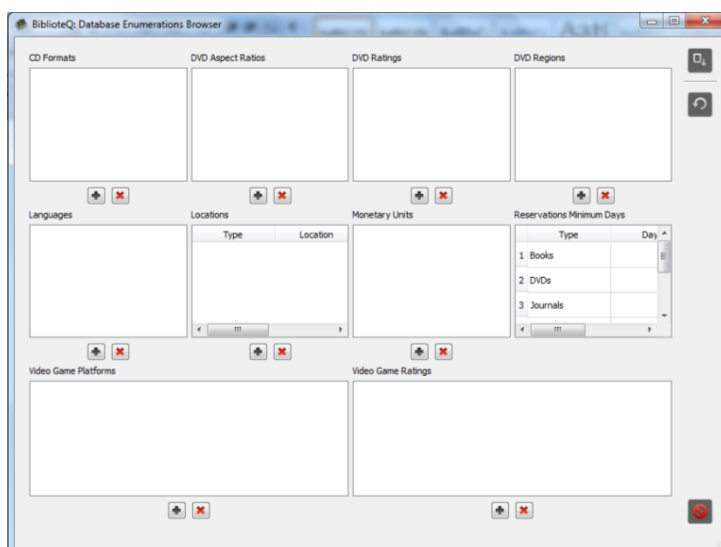 BiblioteQ: Database Enumerations Browser
CD Formats
DVD Aspect Ratios
DVD Ratings
DVD Regions
Languages
Locations
Monetary Units
Reservations Minimum Days
Type Location
Type Day
1 Books
2 DVDs
3 Journals
Video Game Platforms
Video Game Ratings